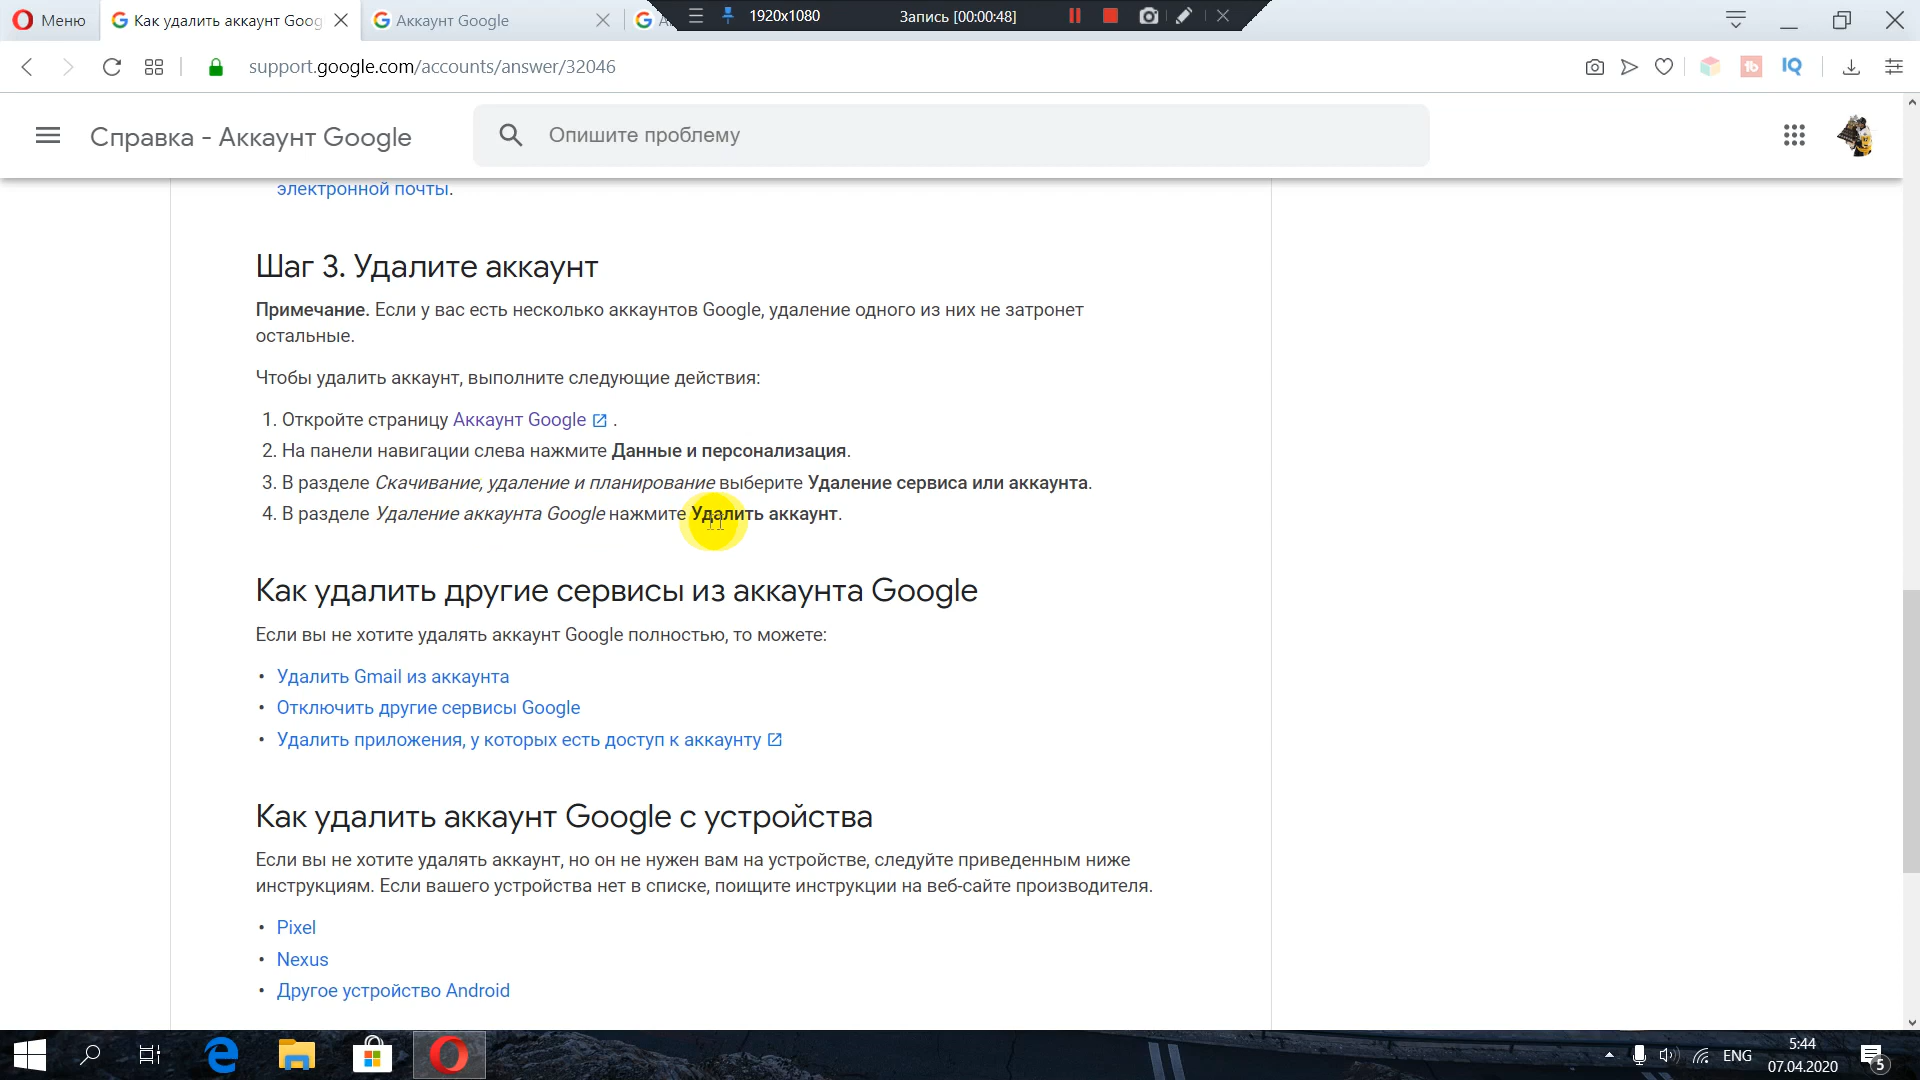 Меню
Как удалить аккаунт Goog
Аккаунт Google
1920x1080
Запись [00:00:48]
support.google.com/accounts/answer/32046
IQ
Справка - Аккаунт Google
Опишите проблему
электронной почты.
Шаг 3. Удалите аккаунт
Примечание. Если у вас есть несколько аккаунтов Google, удаление одного из них не затронет
остальные.
Чтобы удалить аккаунт, выполните следующие действия:
1. Откройте страницу Аккаунт Google .
2. На панели навигации слева нажмите Данные и персонализация.
3. В разделе Скачивание, удаление и планирование выберите Удаление сервиса или аккаунта.
4. В разделе Удаление аккаунта Google нажмите Удалить аккаунт.
Как удалить другие сервисы из аккаунта Google
Если вы не хотите удалять аккаунт Google полностью, то можете:
• Удалить Gmail из аккаунта
• Отключить другие сервисы Google
• Удалить приложения, у которых есть доступ к аккаунту
Как удалить аккаунт Google с устройства
Если вы не хотите удалять аккаунт, но он не нужен вам на устройстве, следуйте приведенным ниже
инструкциям. Если вашего устройства нет в списке, поищите инструкции на веб-сайте производителя.
• Pixel
• Nexus
• Другое устройство Android
ENG
5:44
07.04.2020
5